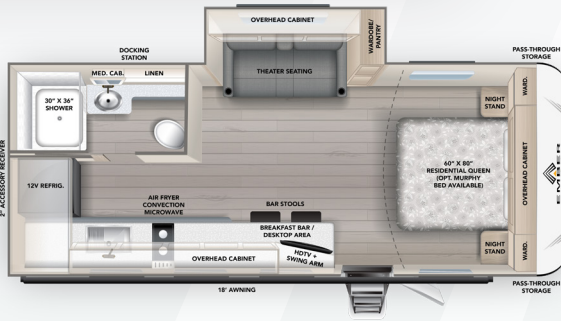 OVERHEAD CABINET
WARDOBE/
PANTRY
THEATER SEATING
DOCKING
STATION
MED. CAB.
LINEN
30" X 36"
SHOWER
PASS-THROUGH
STORAGE
WARD.
NIGHT
STAND
60" X 80"
RESIDENTIAL QUEEN
(OPT. MURPHY
BED AVAILABLE)
OVERHEAD CABINET
EMBER
2" ACCESSORY RECEIVER
12V REFRIG.
AIR FRYER
CONVECTION
MICROWAVE
BAR STOOLS
BREAKFAST BAR /
DESKTOP AREA
HDTV +
SWING ARM
OVERHEAD CABINET
NIGHT
STAND
WARD.
18' AWNING
PASS-THROUGH
STORAGE